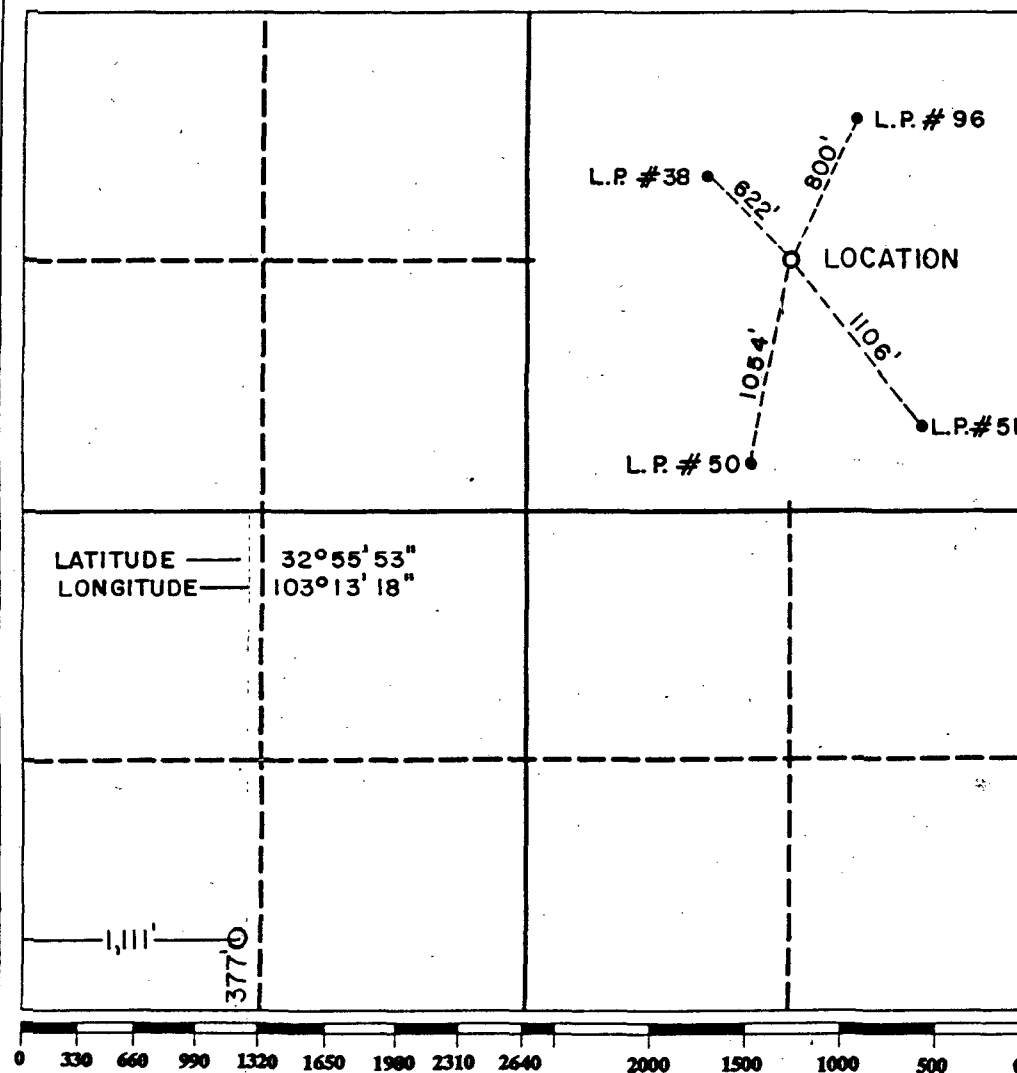 L.P. # 96
L.P. #38
800'
622'
LOCATION
1106'
1054'
L.P. # 50
LATITUDE — 32°55'53"
LONGITUDE — 103°13'18"
1,111'
377'
0 330 660 990 1320 1650 1980 2310 2640 2000 1500 1000 500